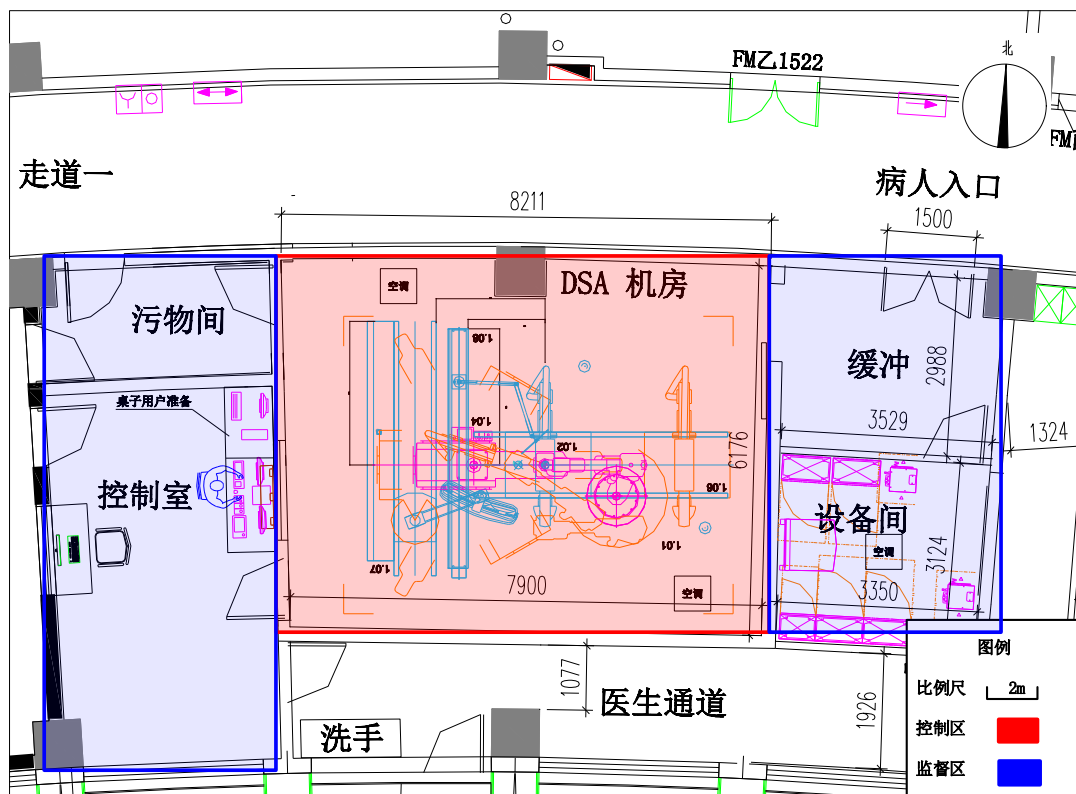 FM乙1522
北
走道一
病人入口
8211
1500
空调
DSA 机房
污物间
缓冲
2988
桌子用户准备
1.08
1.04
1.02
3529
1324
6176
控制室
1.06
设备间
1.01
空调
3124
1.07
7900
空调
3350
图例
1077
医生通道
1926
比例尺 2m
洗手
控制区
监督区